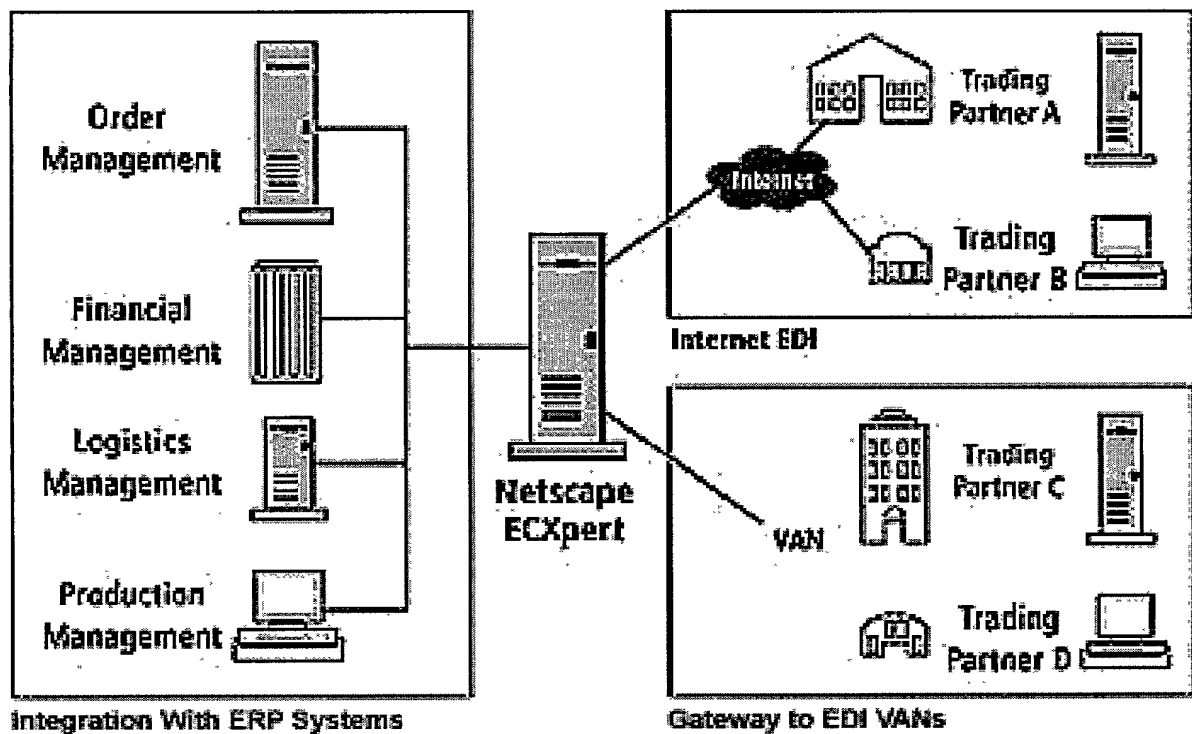 Order
Management
Financial
Management
Logistics
Management
Production
Management
Integration With ERP Systems
Netscape
ECXpert
Internet
Trading
Partner A
Trading
Partner B
Internet EDI
VAN
Trading
Partner C
Trading
Partner D
Gateway to EDI VANs